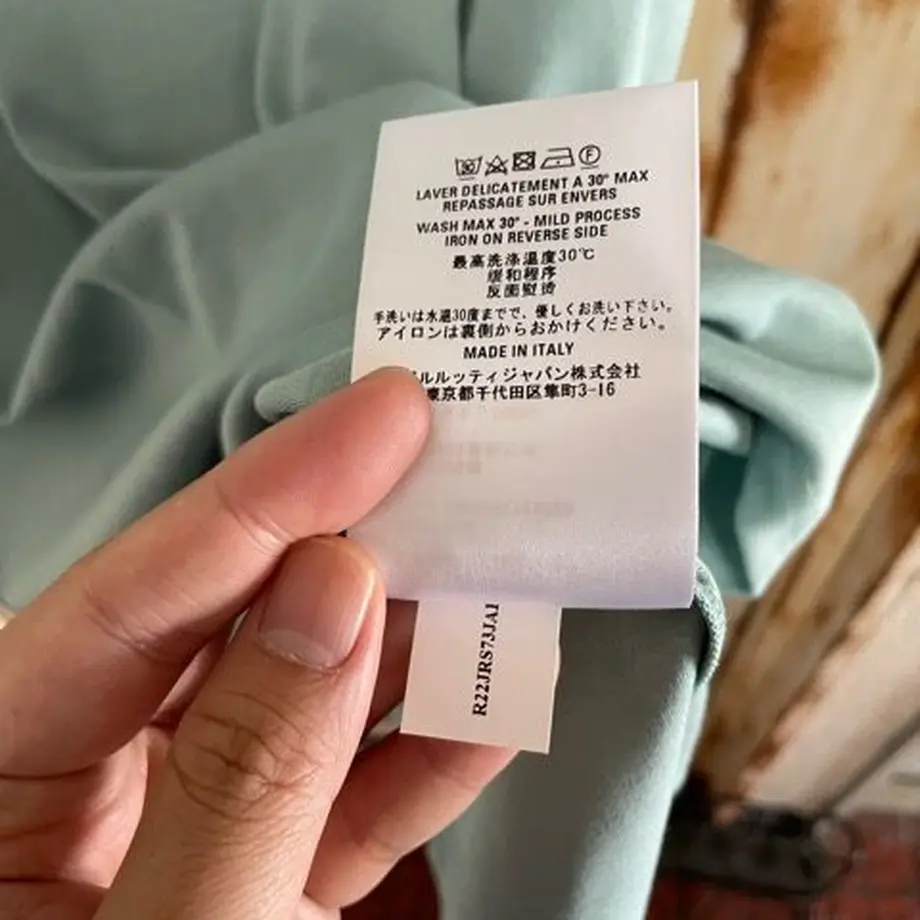 30 F
LAVER DELICATEMENT A 30° MAX
REPASSAGE SUR ENVERS
WASH MAX 30° - MILD PROCESS
IRON ON REVERSE SIDE
最高洗涤温度30℃
缓和程序
反面熨烫
手洗いは水温30度までで、優しくお洗い下さい。
アイロンは裏側からおかけください。
MADE IN ITALY
ルルッティジャパン株式会社
東京都千代田区隼町3-16
R22JRS73JA1